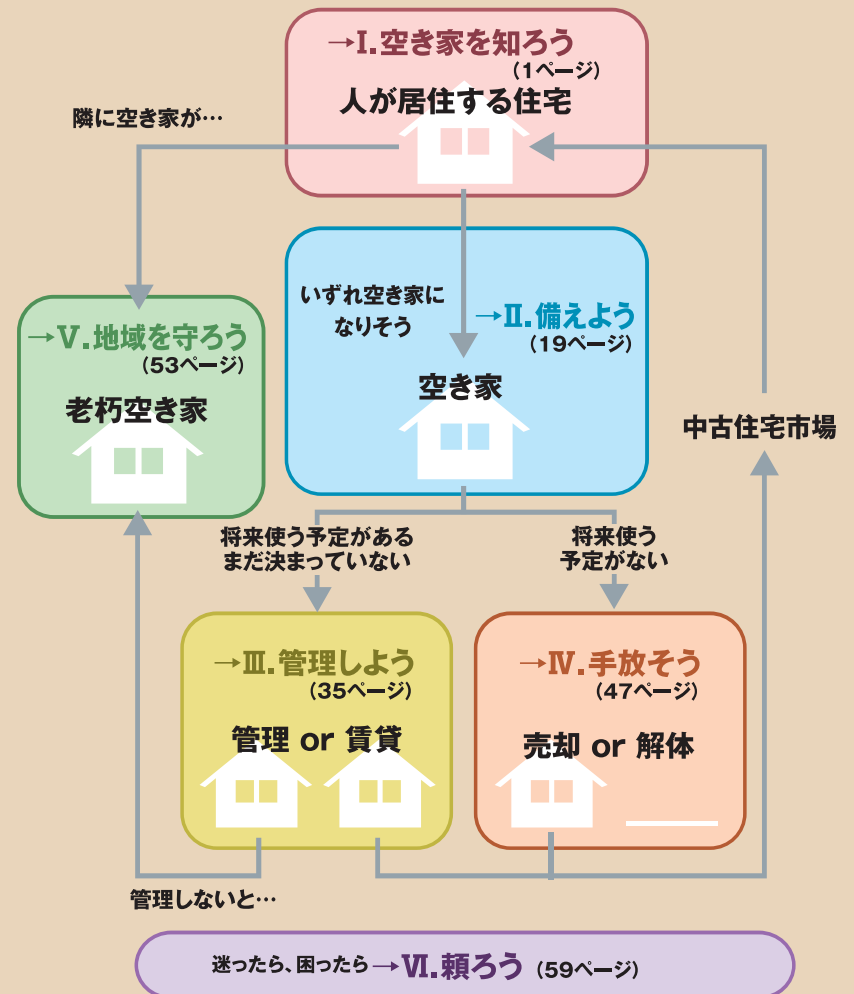 →Ⅰ.空き家を知ろう
(1ページ)
人が居住する住宅
隣に空き家が…
いずれ空き家に
なりそう
→Ⅱ.備えよう
(19ページ)
空き家
→Ⅴ.地域を守ろう
(53ページ)
老朽空き家
中古住宅市場
将来使う予定がある
まだ決まっていない
将来使う
予定がない
→Ⅲ.管理しよう
(35ページ)
管理 or 賃貸
→Ⅳ.手放そう
(47ページ)
売却 or 解体
管理しないと…
迷ったら、困ったら→Ⅵ.頼ろう (59ページ)